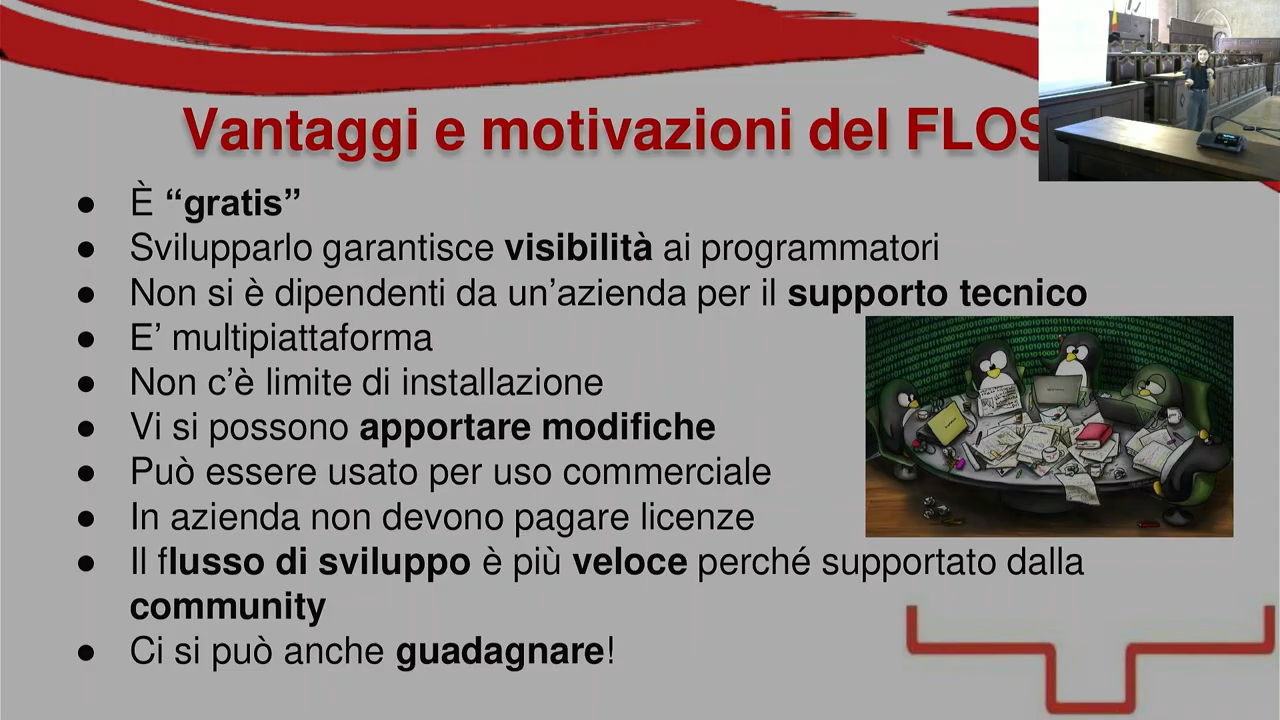 Vantaggi e motivazioni del FLOS
● È “gratis”
● Svilupparlo garantisce visibilità ai programmatori
● Non si è dipendenti da un’azienda per il supporto tecnico
● E’ multipiattaforma
● Non c’è limite di installazione
● Vi si possono apportare modifiche
● Può essere usato per uso commerciale
● In azienda non devono pagare licenze
● Il flusso di sviluppo è più veloce perché supportato dalla
community
● Ci si può anche guadagnare!